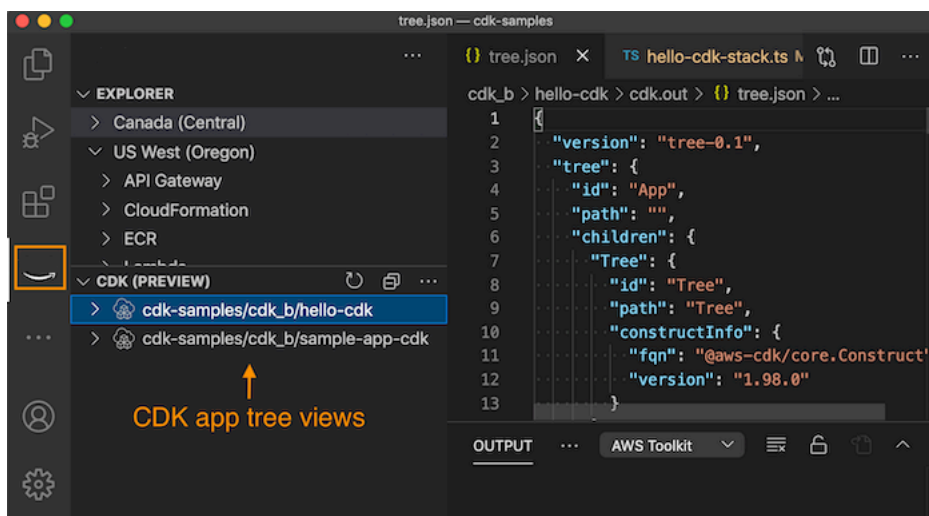 tree.json — cdk-samples
{} tree.json ×
TS hello-cdk-stack.ts M
EXPLORER
cdk_b > hello-cdk > cdk.out > {} tree.json > ...
Canada (Central)
US West (Oregon)
API Gateway
CloudFormation
ECR
Lambda
CDK (PREVIEW)
cdk-samples/cdk_b/hello-cdk
cdk-samples/cdk_b/sample-app-cdk
CDK app tree views
1 {
2 "version": "tree-0.1",
3 "tree": {
4 "id": "App",
5 "path": "",
6 "children": {
7 "Tree": {
8 "id": "Tree",
9 "path": "Tree",
10 "constructInfo": {
11 "fqn": "@aws-cdk/core.Construct"
12 "version": "1.98.0"
13 }
OUTPUT ... AWS Toolkit